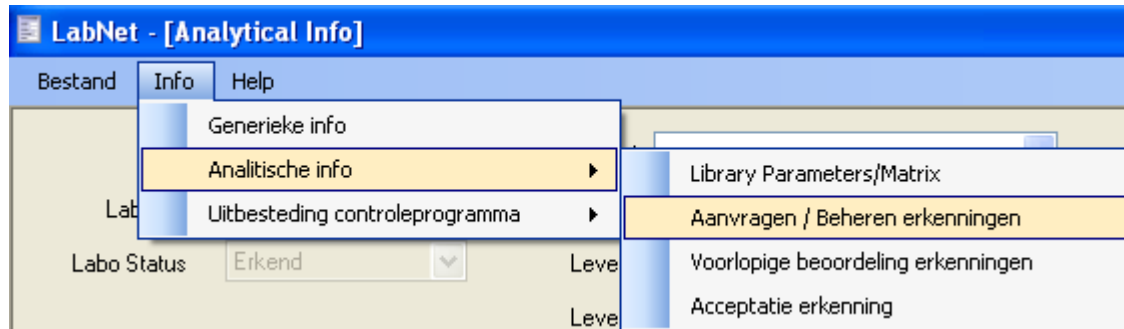 LabNet - [Analytical Info]
Bestand Info Help
Generieke info
Analitische info
Library Parameters/Matrix
Uitbesteding controleprogramma
Aanvragen / Beheren erkenningen
Labo Status Erkend
Voorlopige beoordeling erkenningen
Acceptatie erkenning